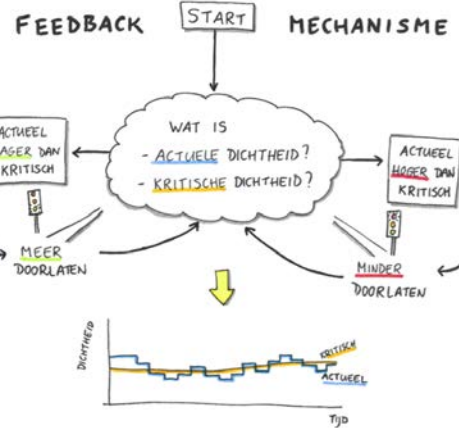 FEEDBACK MECHANISME
START
WAT IS
- ACTUELE DICHTHEID?
- KRITISCHE DICHTHEID?
ACTUEEL
AGER DAN
KRITISCH
ACTUEEL
HOGER DAN
KRITISCH
MEER
DOORLATEN
MINDER
DOORLATEN
DICHTHEID
KRITISCH
ACTUEEL
TIJD